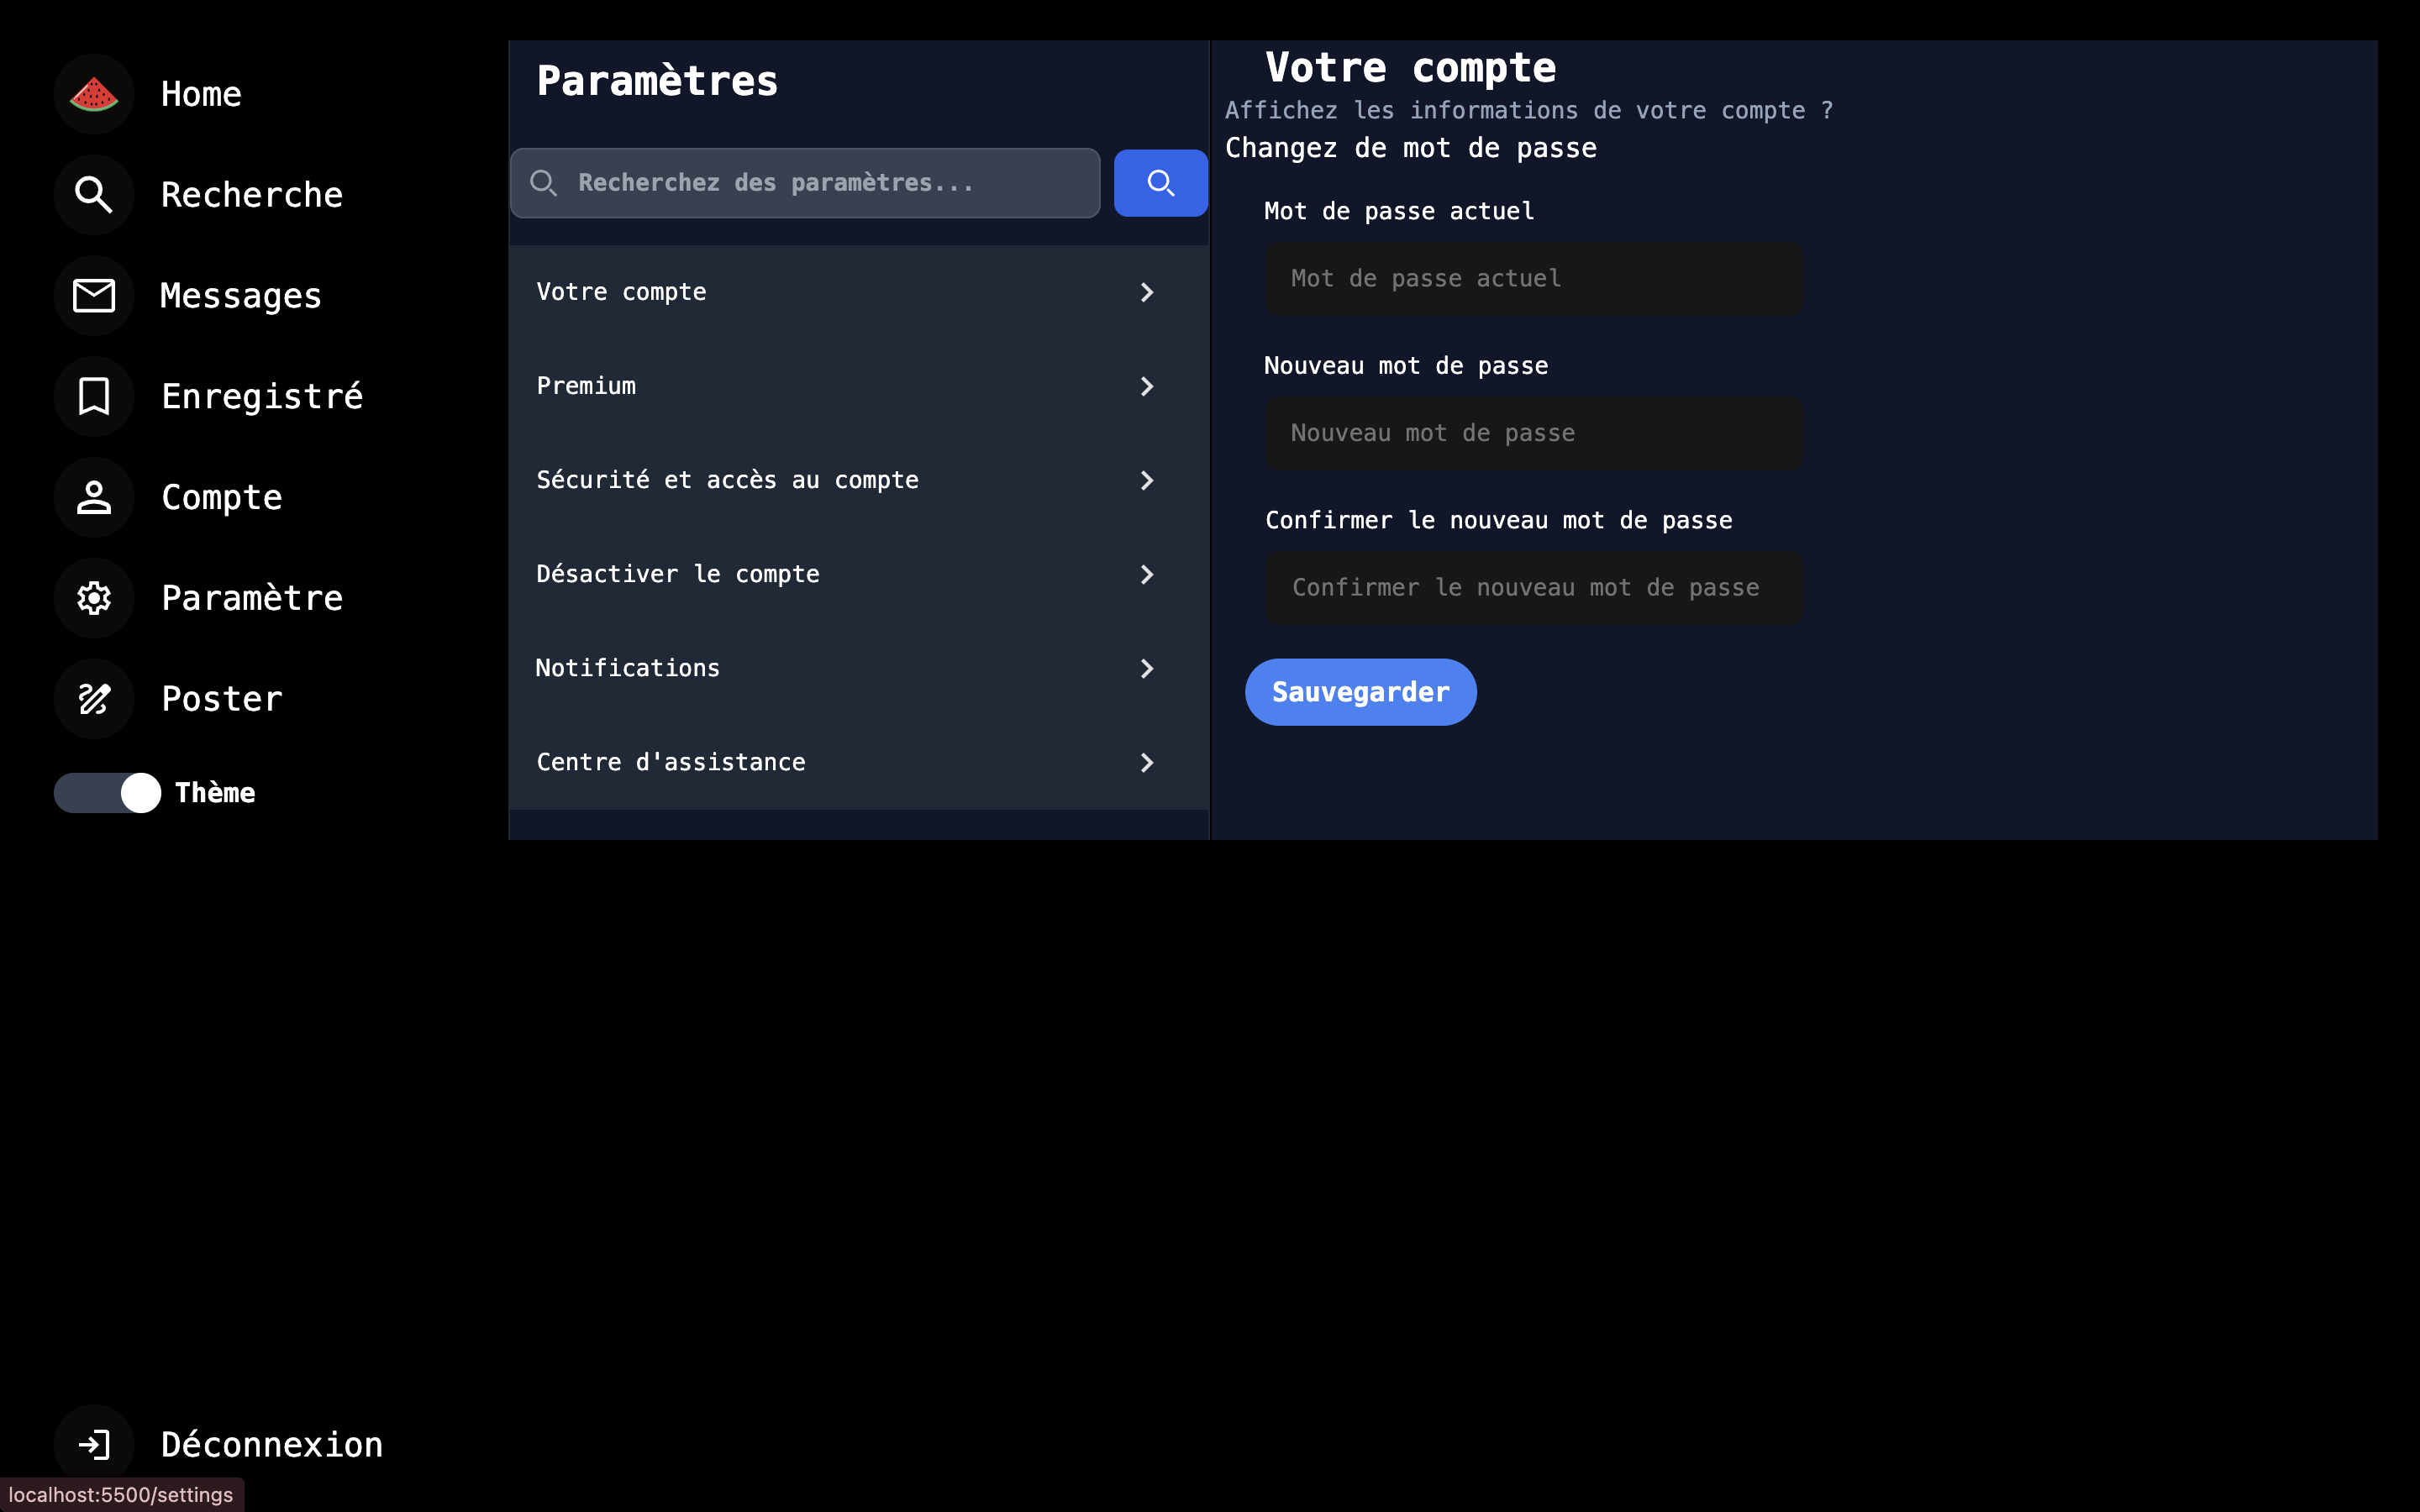 Home
Recherche
Messages
Enregistré
Compte
Paramètre
Poster
Thème
Déconnexion
localhost:5500/settings
Paramètres
Recherchez des paramètres...
Votre compte
Premium
Sécurité et accès au compte
Désactiver le compte
Notifications
Centre d'assistance
Votre compte
Affichez les informations de votre compte ?
Changez de mot de passe
Mot de passe actuel
Mot de passe actuel
Nouveau mot de passe
Nouveau mot de passe
Confirmer le nouveau mot de passe
Confirmer le nouveau mot de passe
Sauvegarder